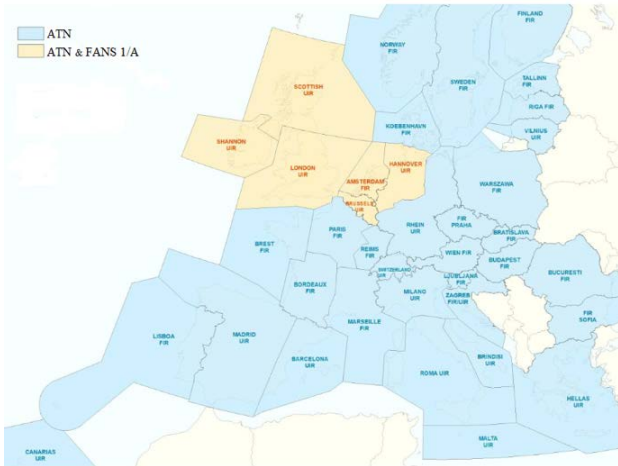 ATN
ATN & FANS 1/A
FINLAND
FIR
NORWAY
FIR
SWEDEN
FIR
TALLINN
FIR
RIGA FIR
VILNIUS
UIR
SCOTTISH
UIR
KOEBENHAVN
FIR
SHANNON
UIR
LONDON
UIR
AMSTERDAM
FIR
HANNOVER
UIR
BRUSSELS
UIR
WARSZAWA
FIR
BREST
UIR
PARIS
FIR
REIMS
FIR
RHEIN
UIR
FIR
PRAHA
BRATISLAVA
FIR
WIEN FIR
BUDAPEST
FIR
BUCURESTI
FIR
SWITZERLAND
UIR
LJUBLJANA
FIR
ZAGREB
FIR/UIR
BORDEAUX
FIR
MILANO
UIR
FIR
SOFIA
LISBOA
FIR
MADRID
UIR
BARCELONA
UIR
MARSEILLE
FIR
ROMA UIR
BRINDISI
UIR
HELLAS
UIR
MALTA
UIR
CANARIAS
UIR